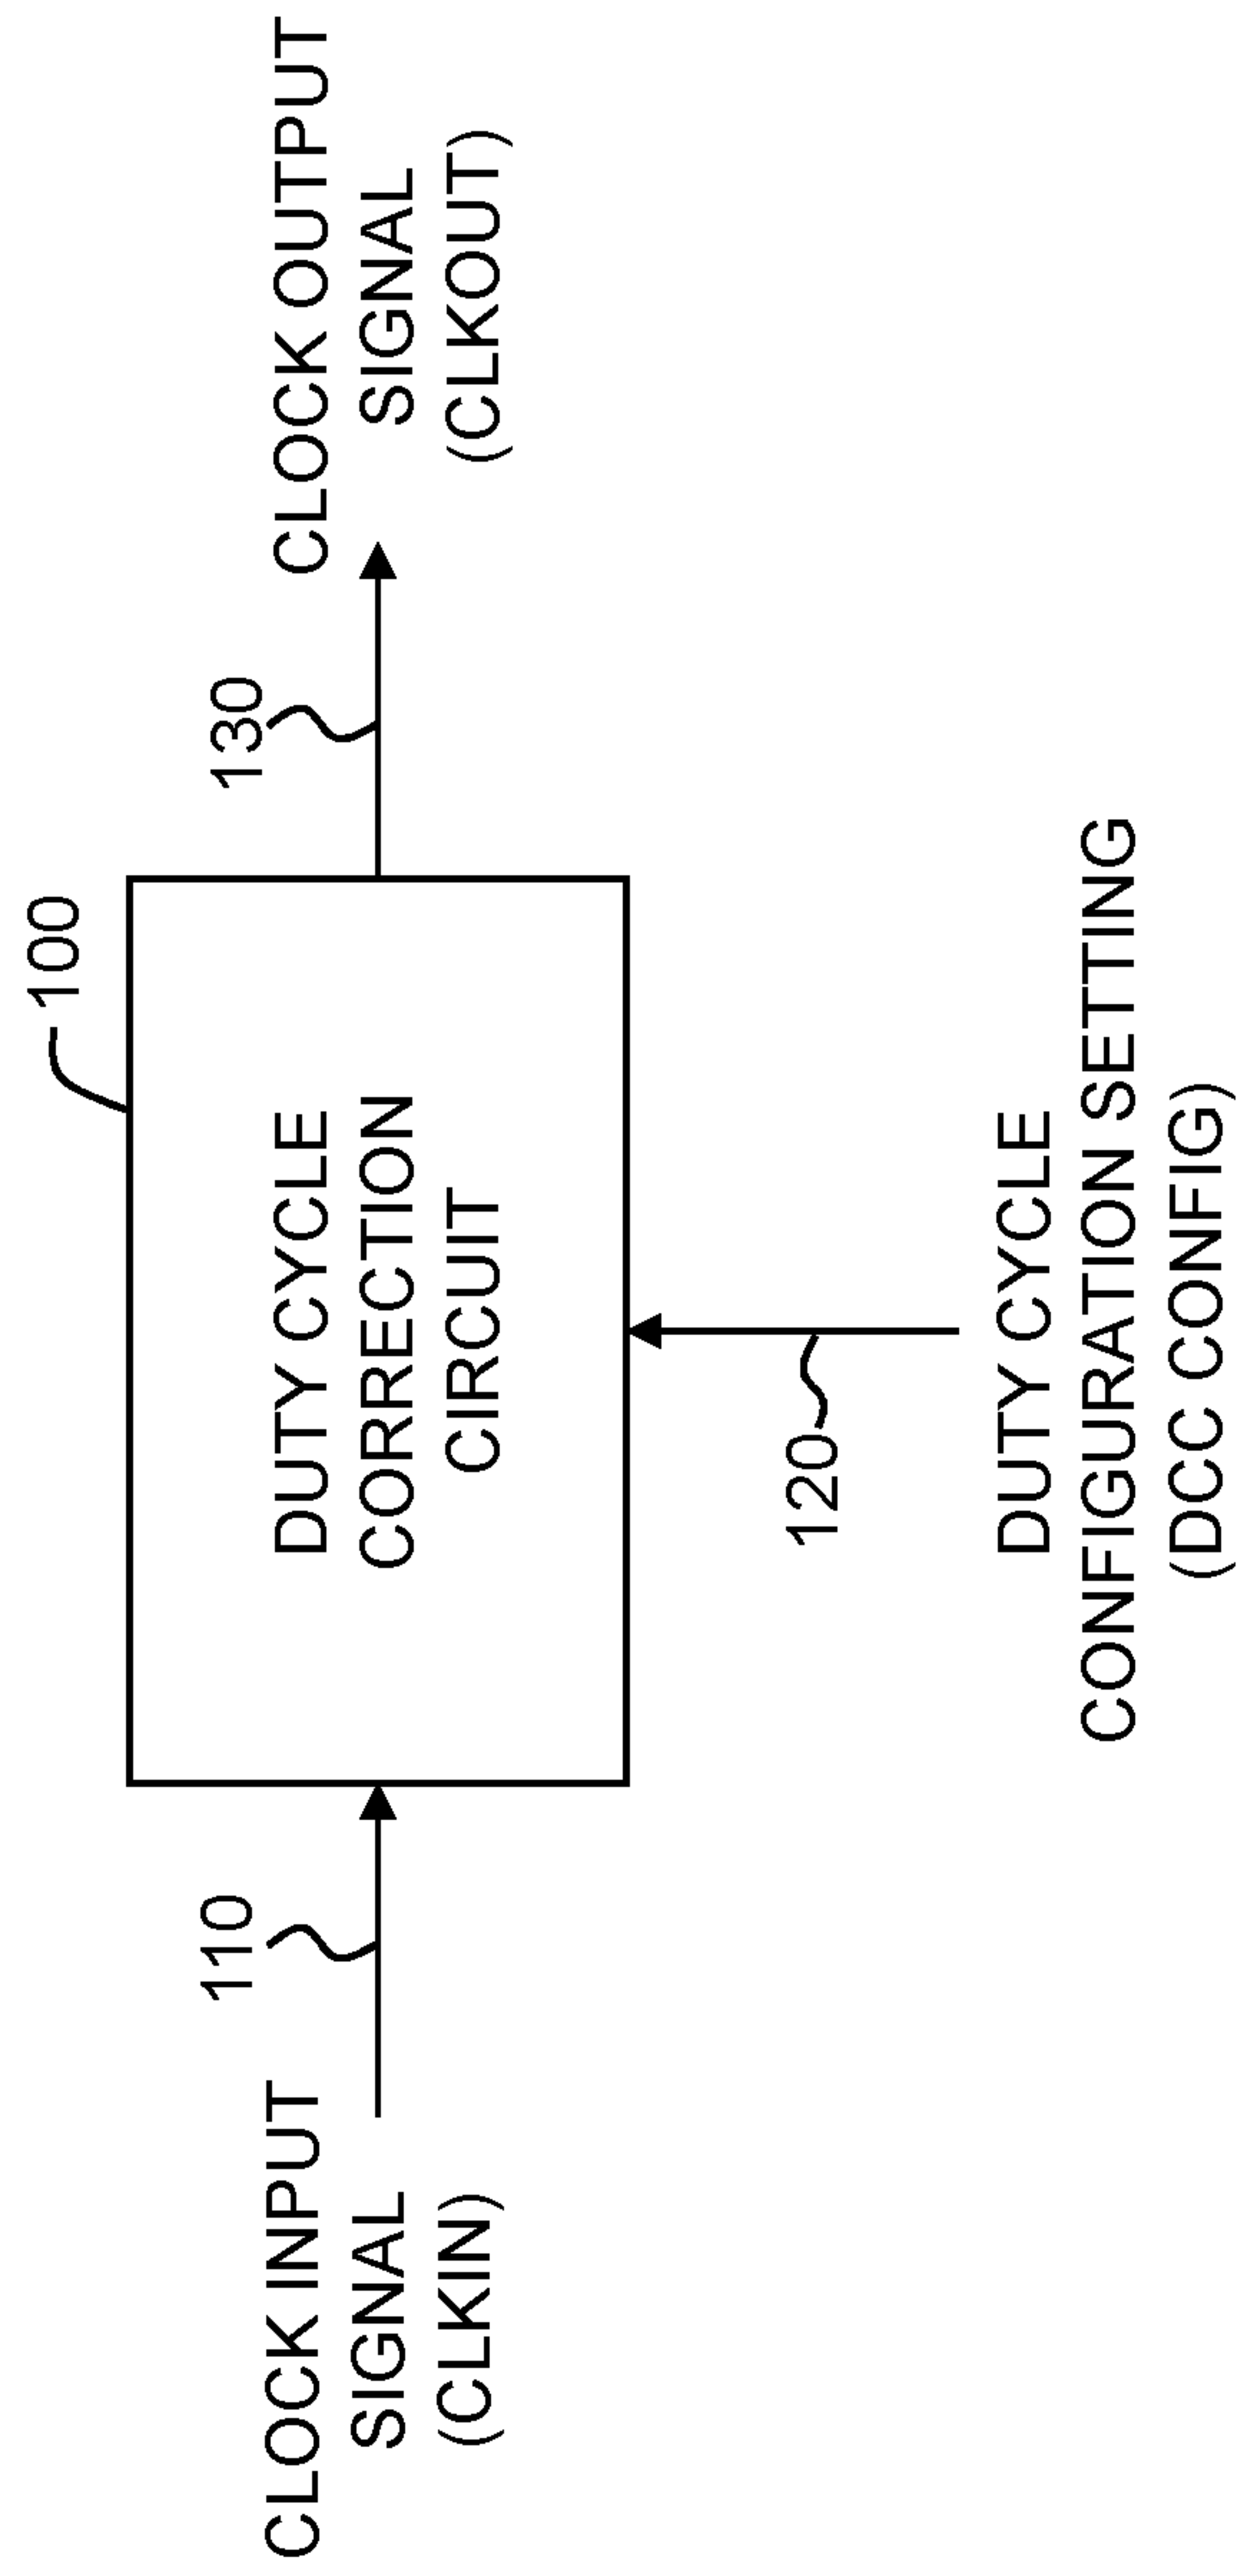 100
110
130
CLOCK INPUT
SIGNAL
(CLKIN)
DUTY CYCLE
CORRECTION
CIRCUIT
CLOCK OUTPUT
SIGNAL
(CLKOUT)
120
DUTY CYCLE
CONFIGURATION SETTING
(DCC CONFIG)